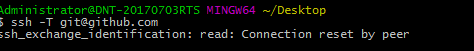 Administrator@DNT-20170703RTS MINGW64 ~/Desktop
$ ssh -T git@github.com
ssh_exchange_identification: read: Connection reset by peer